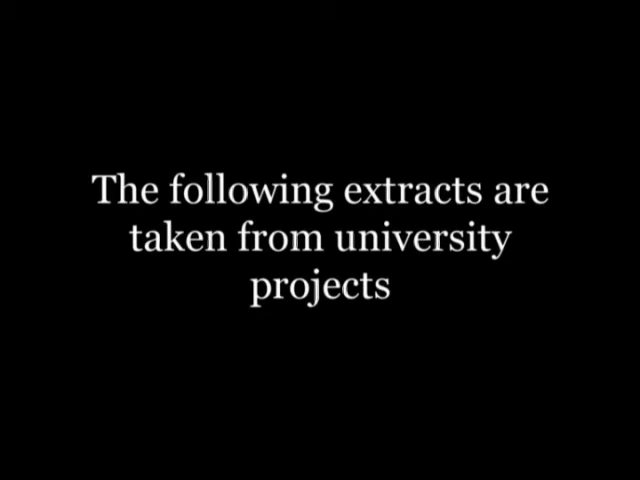 The following extracts are
taken from university
projects